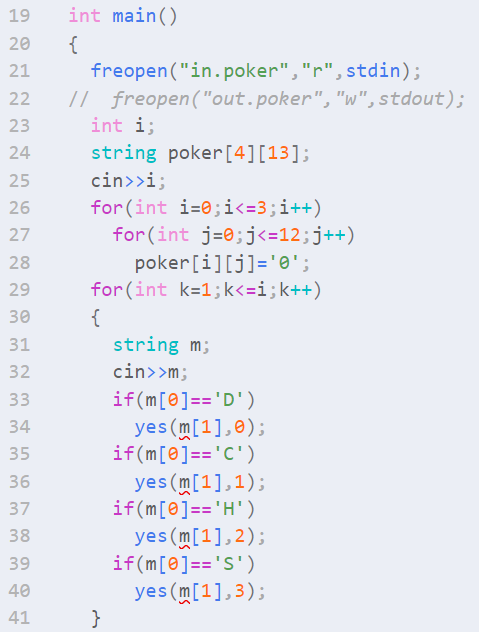 19 int main()
20 {
21 freopen("in.poker","r",stdin);
22 // freopen("out.poker","w",stdout);
23 int i;
24 string poker[4][13];
25 cin>>i;
26 for(int i=0;i<=3;i++)
27 for(int j=0;j<=12;j++)
28 poker[i][j]='0';
29 for(int k=1;k<=i;k++)
30 {
31 string m;
32 cin>>m;
33 if(m[0]=='D')
34 yes(m[1],0);
35 if(m[0]=='C')
36 yes(m[1],1);
37 if(m[0]=='H')
38 yes(m[1],2);
39 if(m[0]=='S')
40 yes(m[1],3);
41 }